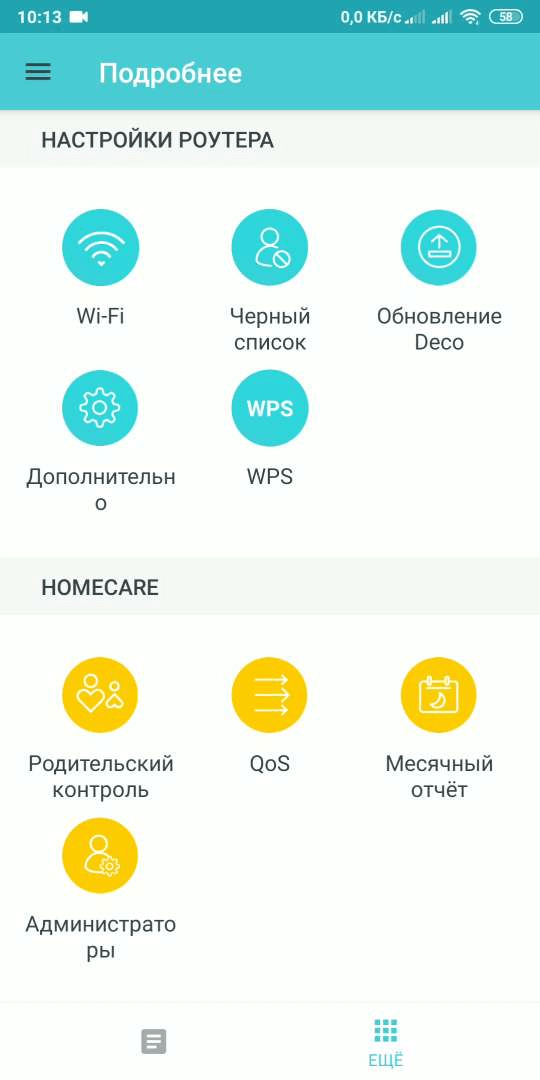 10:13 0,0 КБ/с 58
Подробнее
НАСТРОЙКИ РОУТЕРА
Wi-Fi
Черный
список
Обновление
Deco
WPS
Дополнительн
о
WPS
HOMECARE
Родительский
контроль
QoS
Месячный
отчёт
Администрато
ры
ЕЩЁ